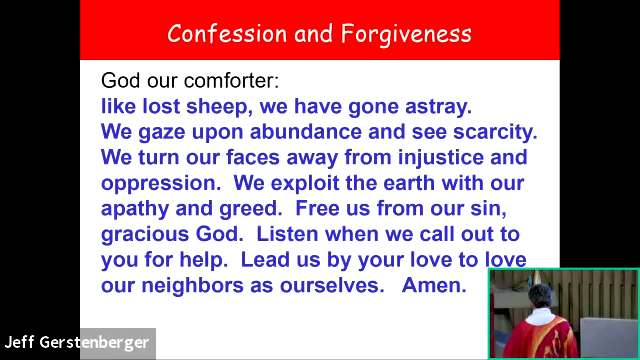 Confession and Forgiveness
God our comforter:
like lost sheep, we have gone astray.
We gaze upon abundance and see scarcity.
We turn our faces away from injustice and
oppression.  We exploit the earth with our
apathy and greed.  Free us from our sin,
gracious God.  Listen when we call out to
you for help.  Lead us by your love to love
our neighbors as ourselves.   Amen.
Jeff Gerstenberger